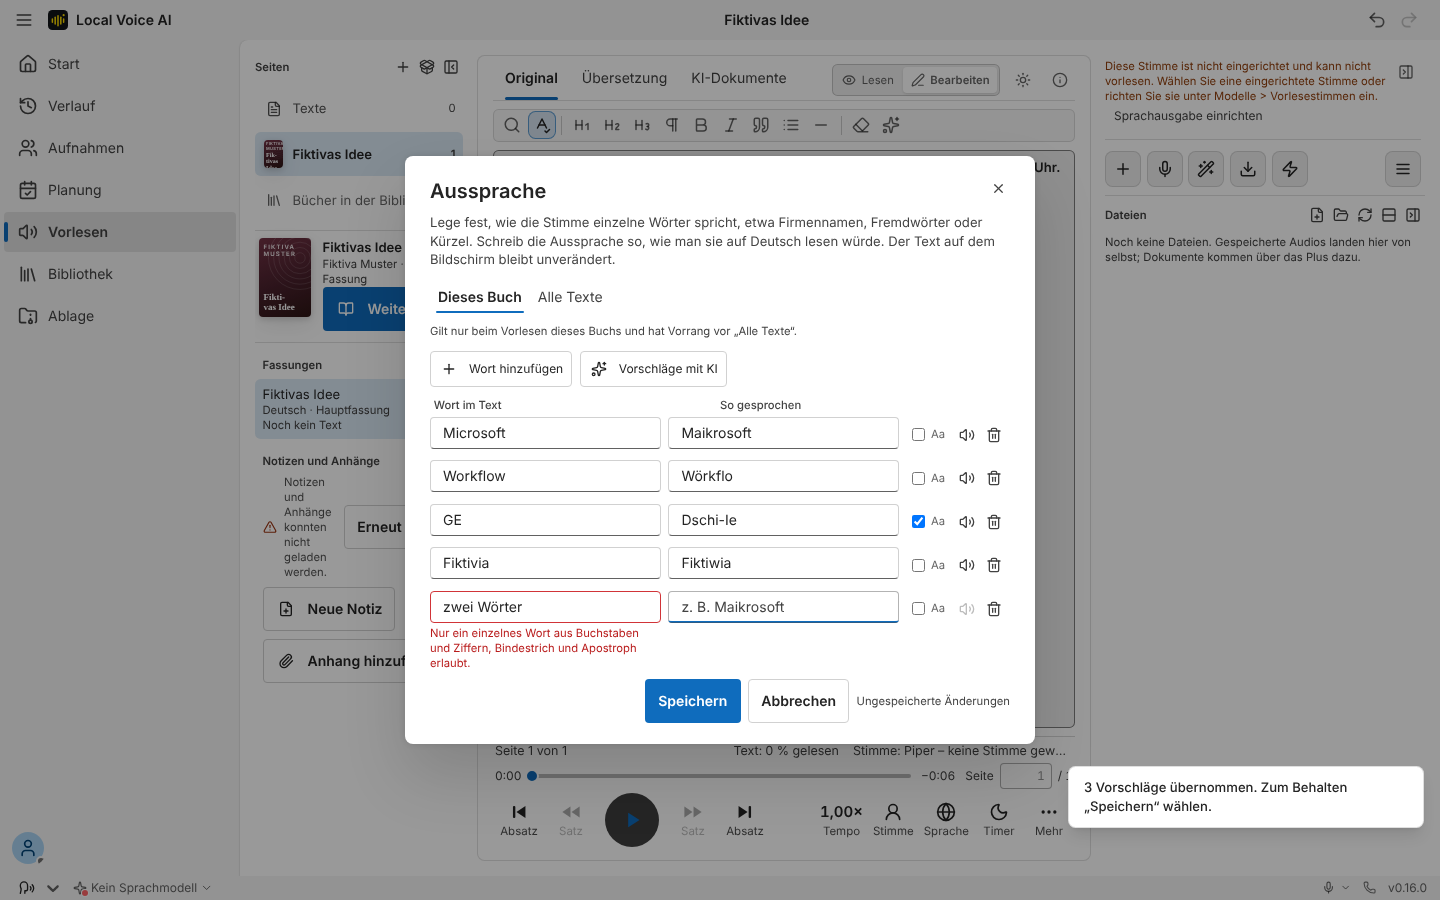 Local Voice AI
Fiktivas Idee
Start
Verlauf
Aufnahmen
Planung
Vorlesen
Bibliothek
Ablage
Seiten
Texte 0
Fiktivas Idee 1
Bücher in der Bibli
FIKTIVA
MUSTER
Fikti-
vas Idee
Fiktivas Idee
Fiktiva Muster ·
Fassung
Weite
Fassungen
Fiktivas Idee
Deutsch · Hauptfassung
Noch kein Text
Notizen und Anhänge
Notizen
und
Anhänge
konnten
nicht
geladen
werden.
Erneut
Neue Notiz
Anhang hinzuf
Original Übersetzung KI-Dokumente Lesen Bearbeiten
H1 H2 H3
Uhr.
Aussprache
Lege fest, wie die Stimme einzelne Wörter spricht, etwa Firmennamen, Fremdwörter oder
Kürzel. Schreib die Aussprache so, wie man sie auf Deutsch lesen würde. Der Text auf dem
Bildschirm bleibt unverändert.
Dieses Buch Alle Texte
Gilt nur beim Vorlesen dieses Buchs und hat Vorrang vor „Alle Texte“.
Wort hinzufügen Vorschläge mit KI
Wort im Text So gesprochen
Microsoft Maikrosoft Aa
Workflow Wörkflo Aa
GE Dschi-Ie Aa
Fiktivia Fiktiwia Aa
zwei Wörter z. B. Maikrosoft Aa
Nur ein einzelnes Wort aus Buchstaben
und Ziffern, Bindestrich und Apostroph
erlaubt.
Speichern Abbrechen Ungespeicherte Änderungen
Seite 1 von 1 Text: 0 % gelesen Stimme: Piper – keine Stimme gew…
0:00 −0:06 Seite 1 /
Absatz Satz Satz Absatz 1,00× Tempo Stimme Sprache Timer Mehr
Diese Stimme ist nicht eingerichtet und kann nicht
vorlesen. Wählen Sie eine eingerichtete Stimme oder
richten Sie sie unter Modelle > Vorlesestimmen ein.
Sprachausgabe einrichten
Dateien
Noch keine Dateien. Gespeicherte Audios landen hier von
selbst; Dokumente kommen über das Plus dazu.
3 Vorschläge übernommen. Zum Behalten
„Speichern“ wählen.
Kein Sprachmodell
v0.16.0